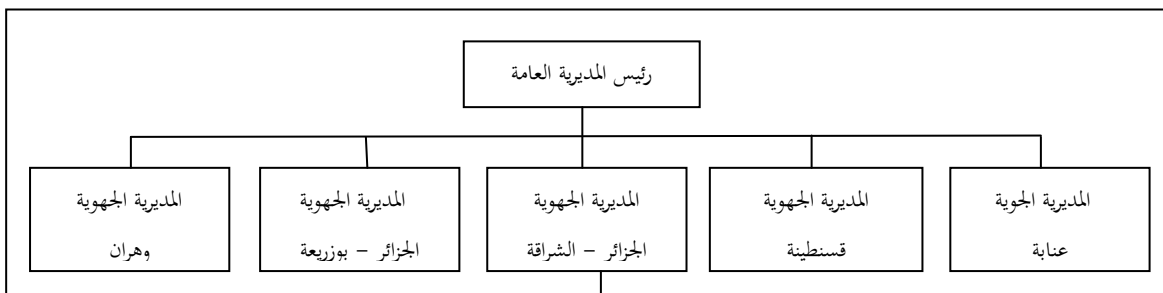 رئيس المديرية العامة
المديرية الجوية
عنابة
المديرية الجهوية
قسنطينة
المديرية الجهوية
الجزائر – الشراقة
المديرية الجهوية
الجزائر – بوزريعة
المديرية الجهوية
وهران